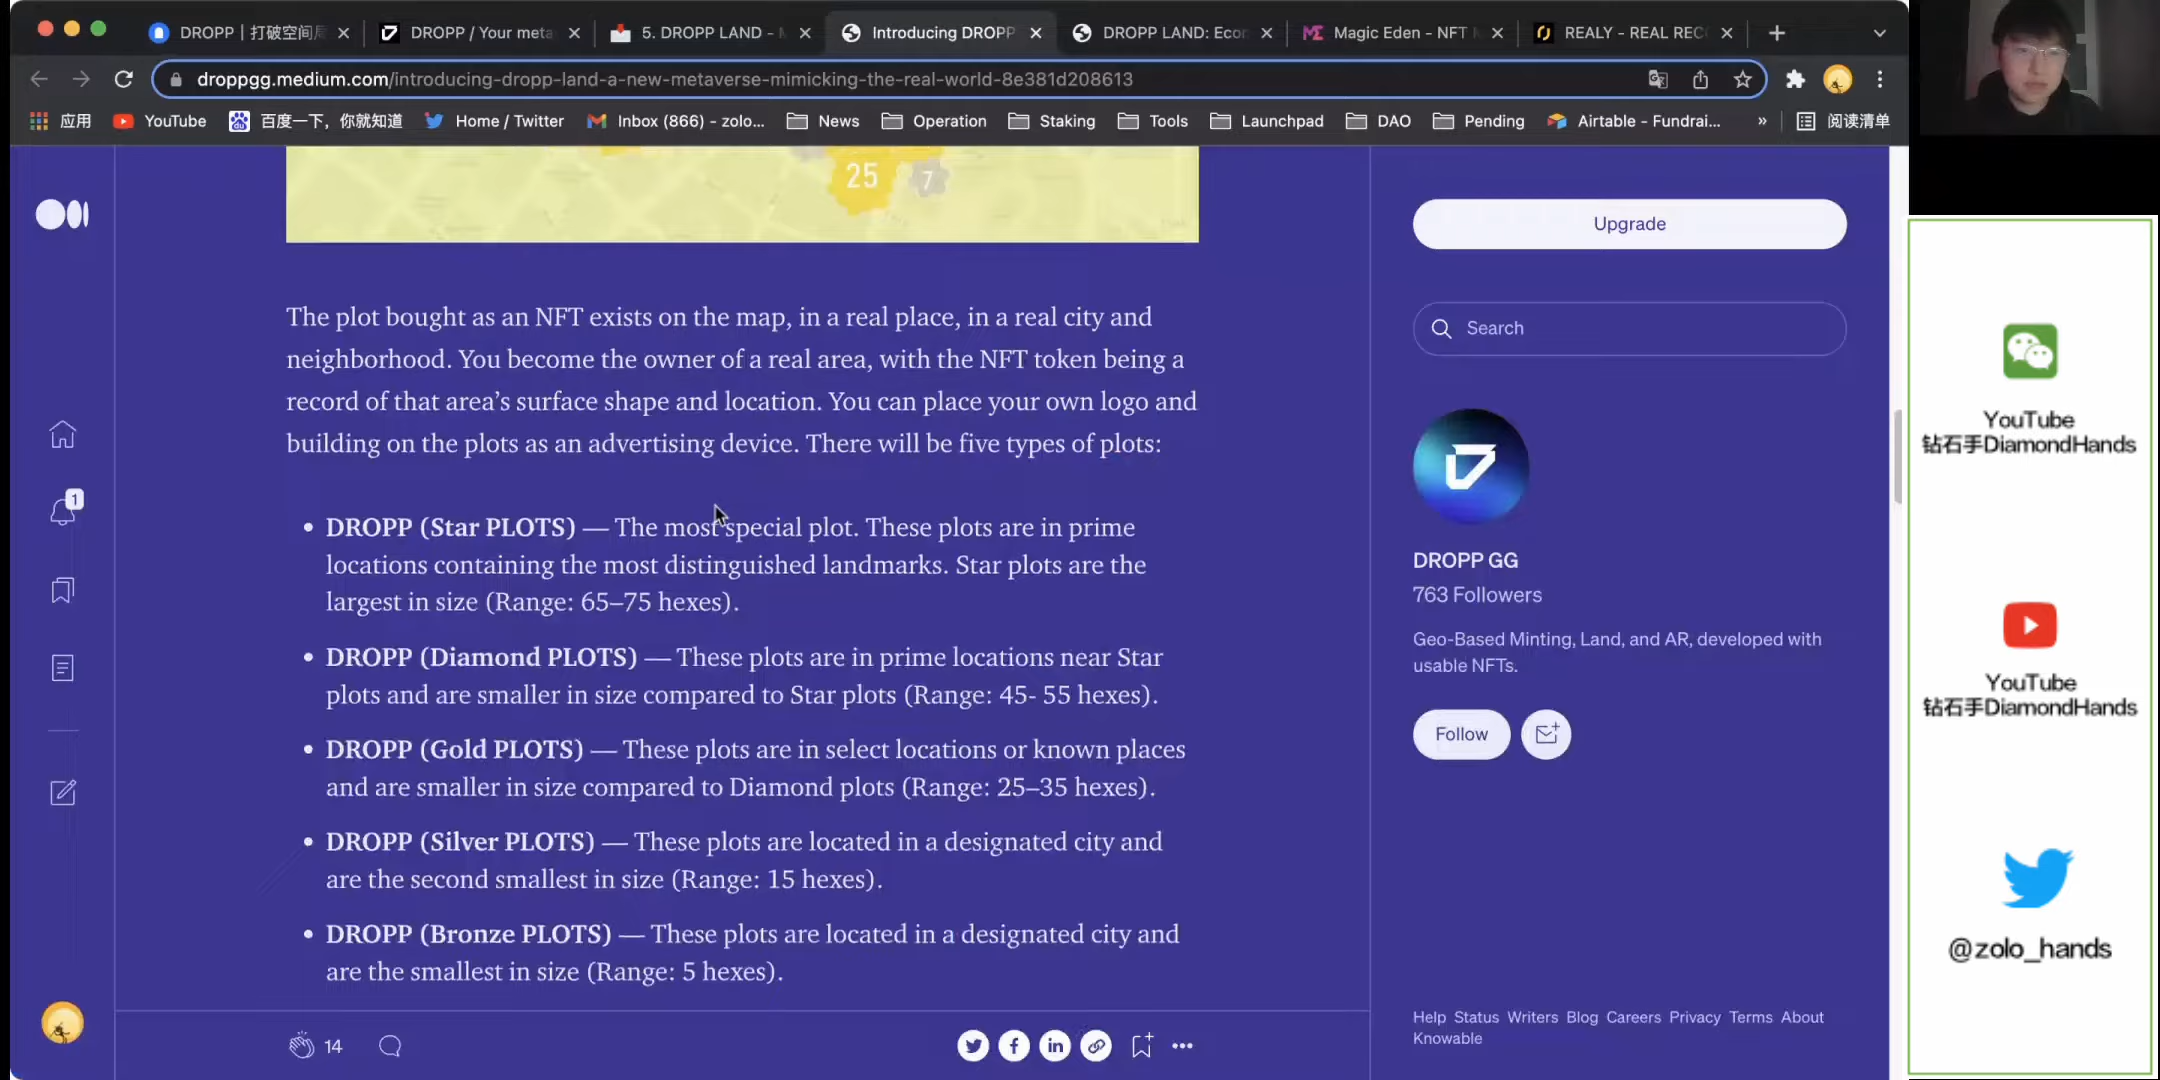 DROPP | 打破空间
DROPP / Your meta
5. DROPP LAND -
Introducing DROPP
DROPP LAND: Econ
Magic Eden - NFT
REALY - REAL REC
droppgg.medium.com/introducing-dropp-land-a-new-metaverse-mimicking-the-real-world-8e381d208613
应用
YouTube
百度一下，你就知道
Home / Twitter
Inbox (866) - zolo...
News
Operation
Staking
Tools
Launchpad
DAO
Pending
Airtable - Fundrai...
»
阅读清单
25
7
The plot bought as an NFT exists on the map, in a real place, in a real city and
neighborhood. You become the owner of a real area, with the NFT token being a
record of that area’s surface shape and location. You can place your own logo and
building on the plots as an advertising device. There will be five types of plots:
• DROPP (Star PLOTS) — The most special plot. These plots are in prime
locations containing the most distinguished landmarks. Star plots are the
largest in size (Range: 65–75 hexes).
• DROPP (Diamond PLOTS) — These plots are in prime locations near Star
plots and are smaller in size compared to Star plots (Range: 45- 55 hexes).
• DROPP (Gold PLOTS) — These plots are in select locations or known places
and are smaller in size compared to Diamond plots (Range: 25–35 hexes).
• DROPP (Silver PLOTS) — These plots are located in a designated city and
are the second smallest in size (Range: 15 hexes).
• DROPP (Bronze PLOTS) — These plots are located in a designated city and
are the smallest in size (Range: 5 hexes).
14
1
Upgrade
Search
DROPP GG
763 Followers
Geo-Based Minting, Land, and AR, developed with
usable NFTs.
Follow
Help Status Writers Blog Careers Privacy Terms About
Knowable
YouTube
钻石手DiamondHands
YouTube
钻石手DiamondHands
@zolo_hands